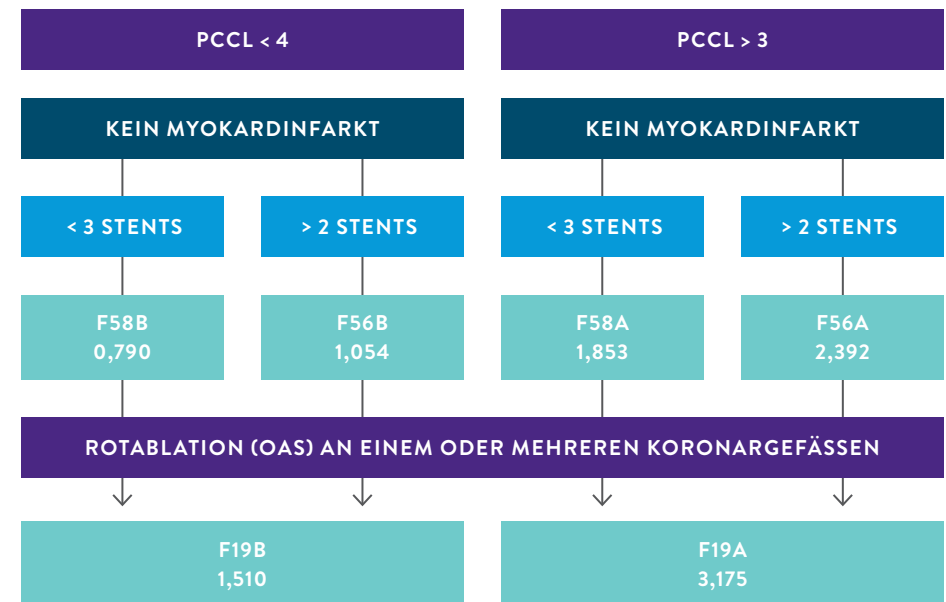 PCCL < 4
PCCL > 3
KEIN MYOKARDINFARKT
KEIN MYOKARDINFARKT
< 3 STENTS
> 2 STENTS
< 3 STENTS
> 2 STENTS
F58B
0,790
F56B
1,054
F58A
1,853
F56A
2,392
ROTABLATION (OAS) AN EINEM ODER MEHREREN KORONARGEFÄSSEN
F19B
1,510
F19A
3,175